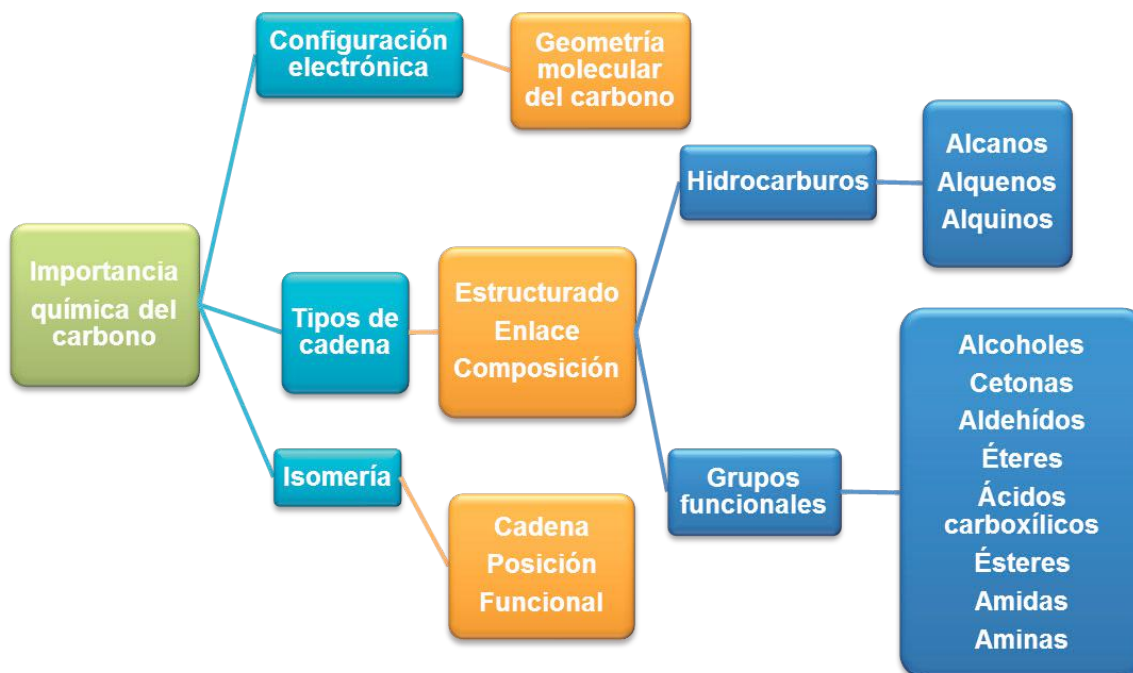 Configuración
electrónica
Geometría
molecular
del carbono
Importancia
química del
carbono
Tipos de
cadena
Estructurado
Enlace
Composición
Isomería
Cadena
Posición
Funcional
Hidrocarburos
Alcanos
Alquenos
Alquinos
Grupos
funcionales
Alcoholes
Cetonas
Aldehídos
Éteres
Ácidos
carboxílicos
Ésteres
Amidas
Aminas